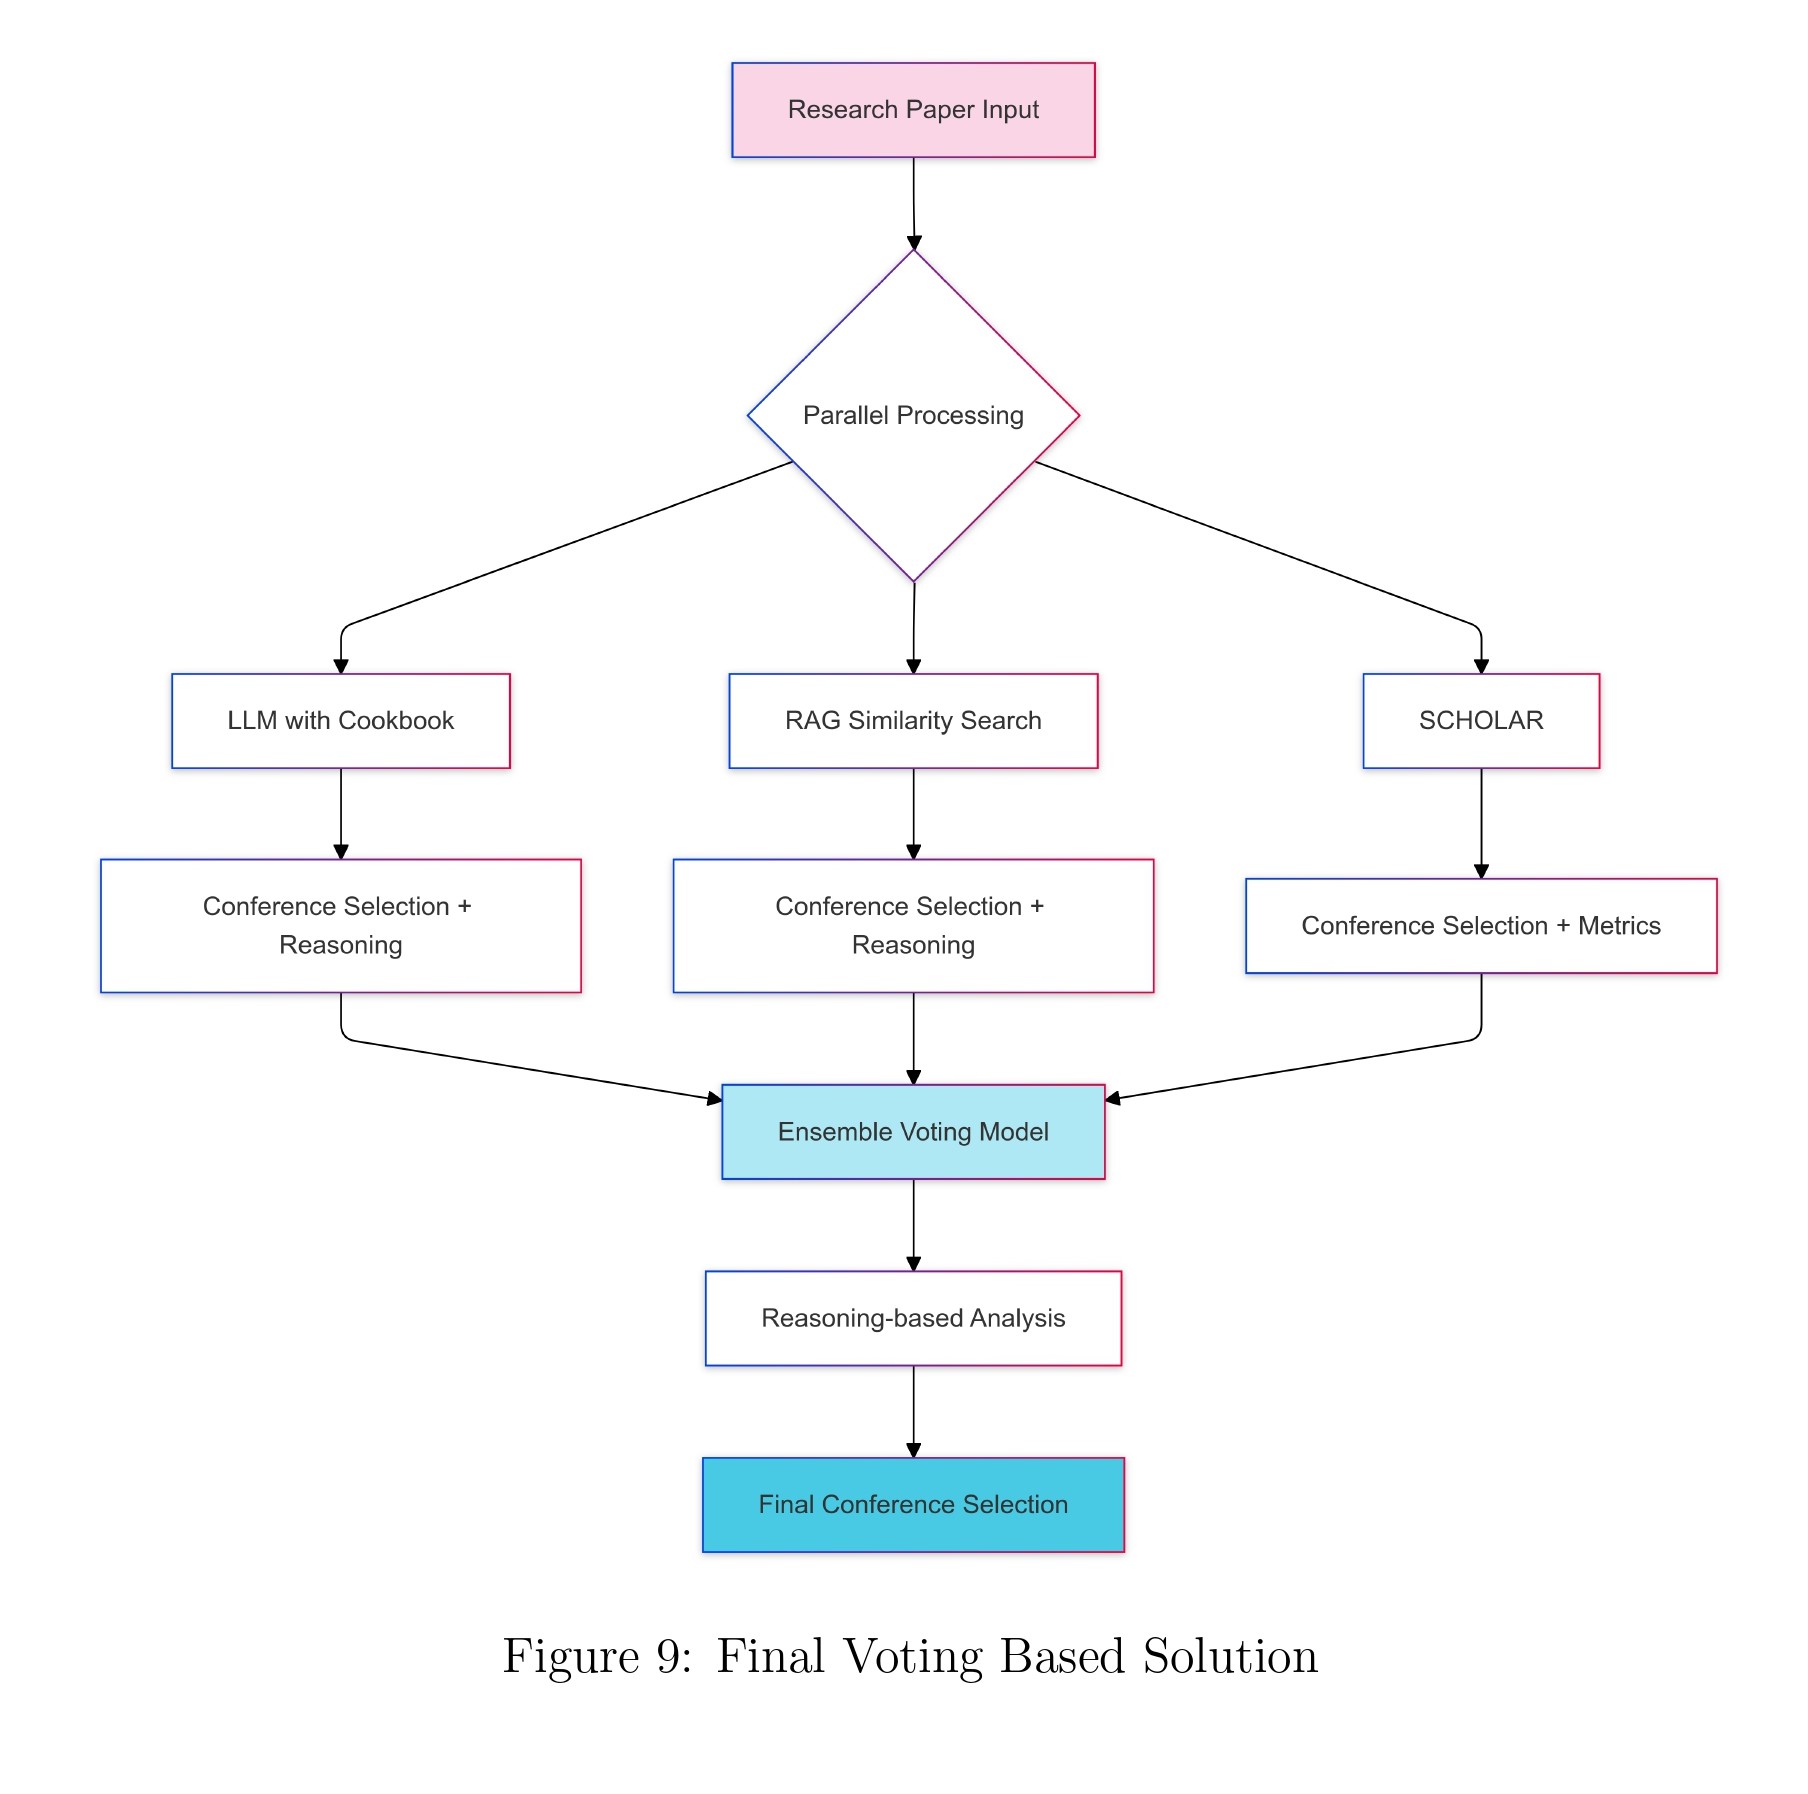 Research Paper Input
Parallel Processing
LLM with Cookbook
RAG Similarity Search
SCHOLAR
Conference Selection +
Reasoning
Conference Selection +
Reasoning
Conference Selection + Metrics
Ensemble Voting Model
Reasoning-based Analysis
Final Conference Selection
Figure 9: Final Voting Based Solution